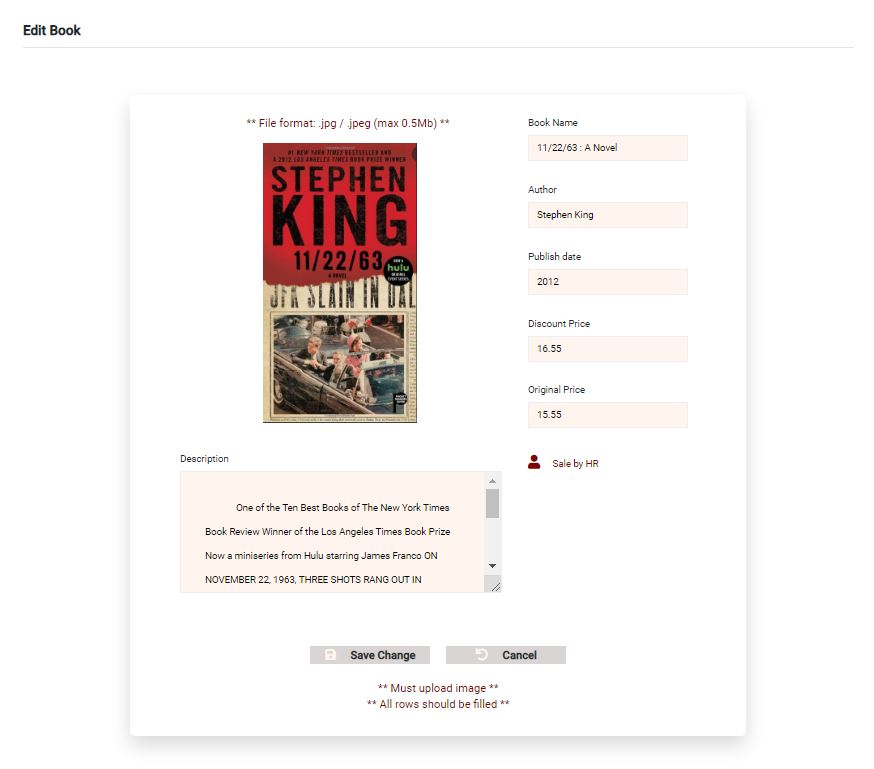 Edit Book
** File format: .jpg / .jpeg (max 0.5Mb) **
#1 NEW YORK TIMES BESTSELLER AND
A 2012 LOS ANGELES TIMES BOOK PRIZE WINNER
STEPHEN
KING
11/22/63
A NOVEL
NOW A
hulu
ORIGINAL
EVENT SERIES
JFK SLAIN IN DAL
Book Name
11/22/63 : A Novel
Author
Stephen King
Publish date
2012
Discount Price
16.55
Original Price
15.55
Sale by HR
Description
One of the Ten Best Books of The New York Times
Book Review Winner of the Los Angeles Times Book Prize
Now a miniseries from Hulu starring James Franco ON
NOVEMBER 22, 1963, THREE SHOTS RANG OUT IN
Save Change
Cancel
** Must upload image **
** All rows should be filled **